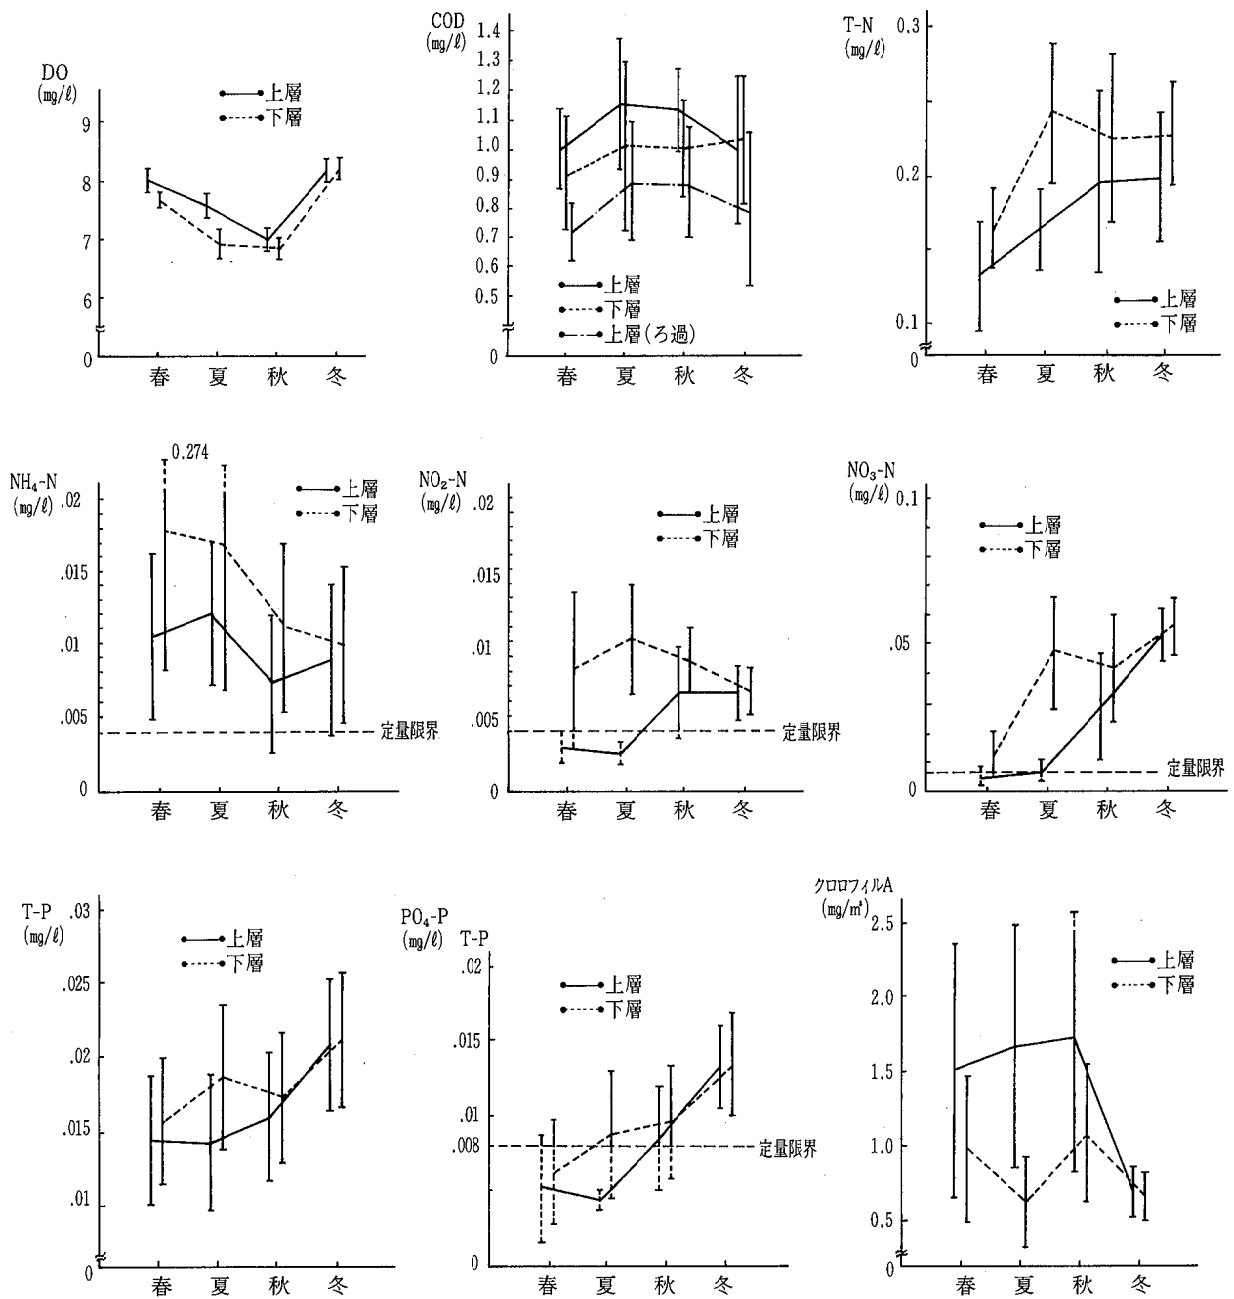 DO
(mg/ℓ)
上層
下層
9
8
7
6
0
春 夏 秋 冬
COD
(mg/ℓ)
1.4
1.3
1.2
1.1
1.0
0.9
0.8
0.7
0.6
0.5
0
上層
下層
上層(ろ過)
春 夏 秋 冬
T-N
(mg/ℓ)
0.3
0.2
0.1
0
上層
下層
春 夏 秋 冬
NH₄-N
(mg/ℓ)
0.274
.02
.015
.01
.005
0
上層
下層
定量限界
春 夏 秋 冬
NO₂-N
(mg/ℓ)
.02
.015
.01
.005
0
上層
下層
定量限界
春 夏 秋 冬
NO₃-N
(mg/ℓ)
0.1
.05
0
上層
下層
定量限界
春 夏 秋 冬
T-P
(mg/ℓ)
.03
.025
.02
.015
.01
0
上層
下層
春 夏 秋 冬
PO₄-P
(mg/ℓ)
T-P
.02
.015
.01
.008
0
上層
下層
定量限界
春 夏 秋 冬
クロロフィルA
(mg/m³)
2.5
2.0
1.5
1.0
0.5
0
上層
下層
春 夏 秋 冬